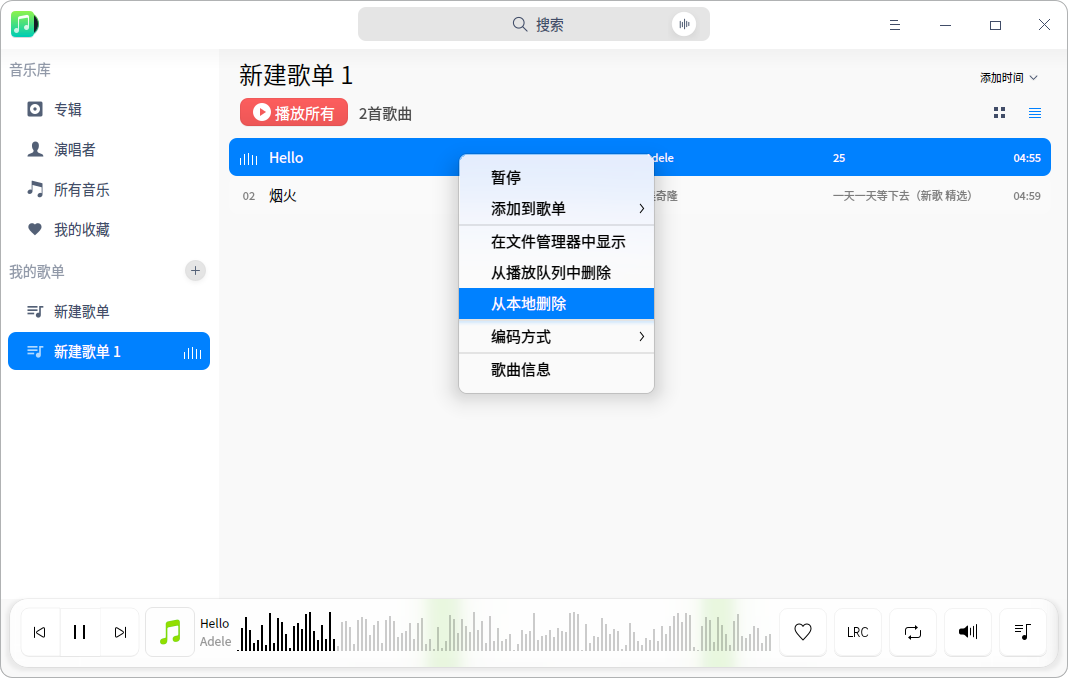 搜索
音乐库
专辑
演唱者
所有音乐
我的收藏
我的歌单
新建歌单
新建歌单 1
新建歌单 1
添加时间
播放所有
2首歌曲
Hello
dele
25
04:55
02
烟火
奇隆
一天一天等下去（新歌 精选）
04:59
暂停
添加到歌单
在文件管理器中显示
从播放队列中删除
从本地删除
编码方式
歌曲信息
Hello
Adele
LRC